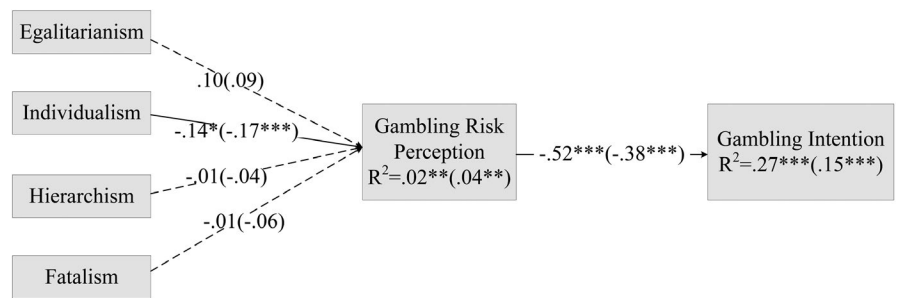 Egalitarianism
.10(.09)
Individualism
-.14*(-.17***)
Gambling Risk
Perception
R²=.02**(.04**)
-.52***(-.38***)
Gambling Intention
R²=.27***(.15***)
-.01(-.04)
Hierarchism
-.01(-.06)
Fatalism